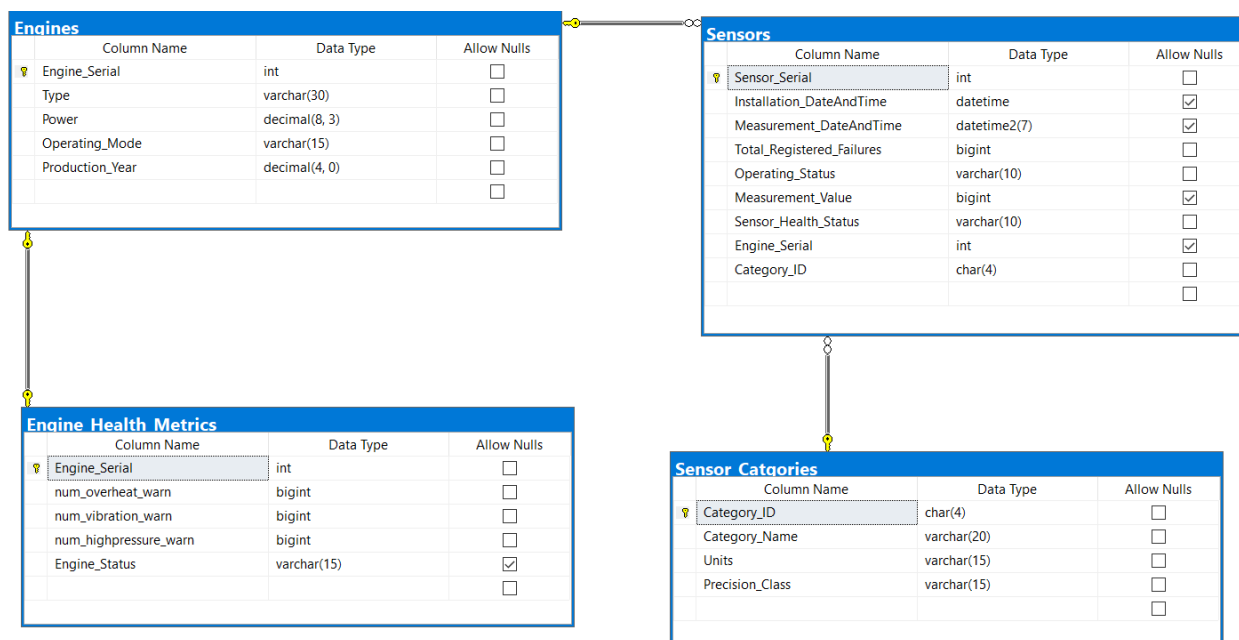 Engines
Column Name Data Type Allow Nulls
Engine_Serial int
Type varchar(30)
Power decimal(8, 3)
Operating_Mode varchar(15)
Production_Year decimal(4, 0)
Sensors
Column Name Data Type Allow Nulls
Sensor_Serial int
Installation_DateAndTime datetime
Measurement_DateAndTime datetime2(7)
Total_Registered_Failures bigint
Operating_Status varchar(10)
Measurement_Value bigint
Sensor_Health_Status varchar(10)
Engine_Serial int
Category_ID char(4)
Engine_Health_Metrics
Column Name Data Type Allow Nulls
Engine_Serial int
num_overheat_warn bigint
num_vibration_warn bigint
num_highpressure_warn bigint
Engine_Status varchar(15)
Sensor_Catgories
Column Name Data Type Allow Nulls
Category_ID char(4)
Category_Name varchar(20)
Units varchar(15)
Precision_Class varchar(15)